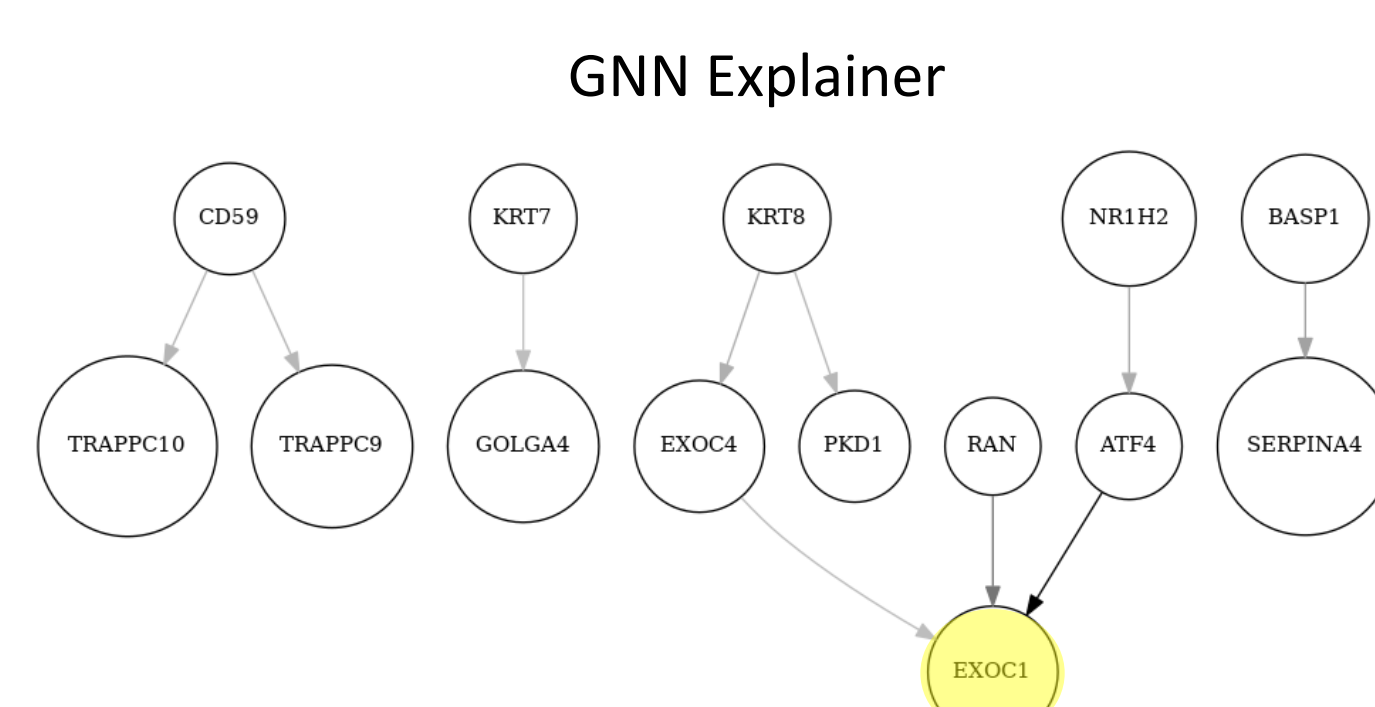 GNN Explainer
CD59
KRT7
KRT8
NR1H2
BASP1
TRAPPC10
TRAPPC9
GOLGA4
EXOC4
PKD1
RAN
ATF4
SERPINA4
EXOC1